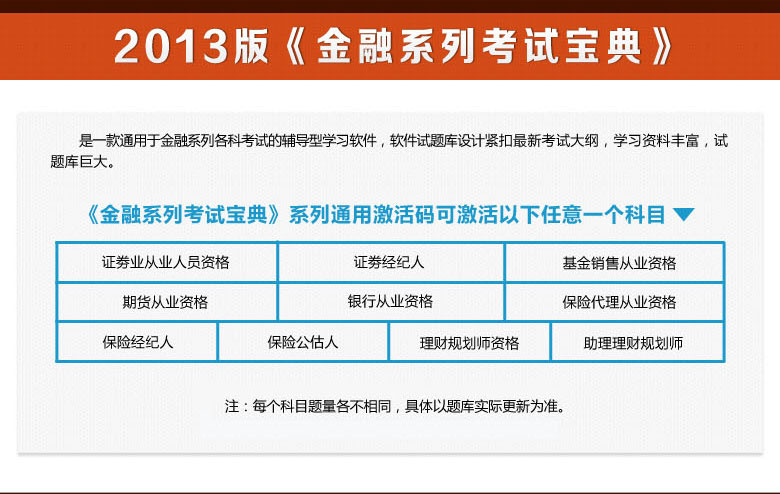 2013版《金融系列考试宝典》
是一款通用于金融系列各科考试的辅导型学习软件，软件试题库设计紧扣最新考试大纲，学习资料丰富，试
题库巨大。
《金融系列考试宝典》系列通用激活码可激活以下任意一个科目
证劵业从业人员资格 证劵经纪人 基金销售从业资格
期货从业资格 银行从业资格 保险代理从业资格
保险经纪人 保险公估人 理财规划师资格 助理理财规划师
注：每个科目题量各不相同，具体以题库实际更新为准。